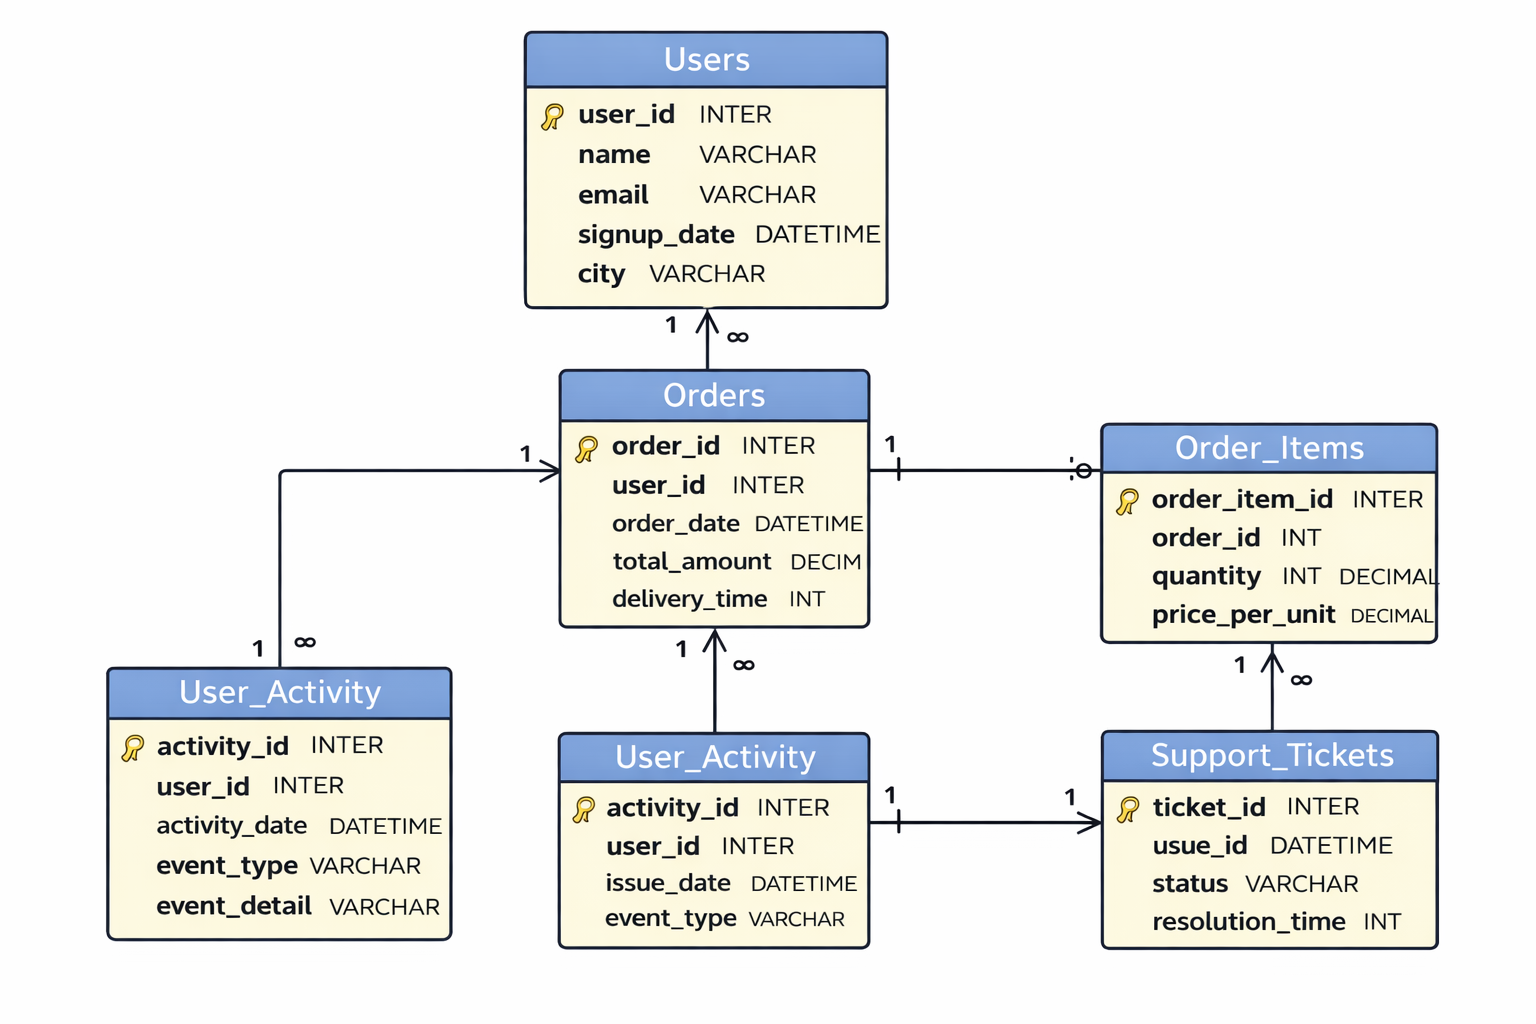 Users
user_id INTER
name VARCHAR
email VARCHAR
signup_date DATETIME
city VARCHAR
1 ∞
Orders
order_id INTER
user_id INTER
order_date DATETIME
total_amount DECIM
delivery_time INT
1
1
Order_Items
order_item_id INTER
order_id INT
quantity INT DECIMAL
price_per_unit DECIMAL
1 ∞
1 ∞
1 ∞
User_Activity
activity_id INTER
user_id INTER
activity_date DATETIME
event_type VARCHAR
event_detail VARCHAR
User_Activity
activity_id INTER
user_id INTER
issue_date DATETIME
event_type VARCHAR
1
1
Support_Tickets
ticket_id INTER
usue_id DATETIME
status VARCHAR
resolution_time INT